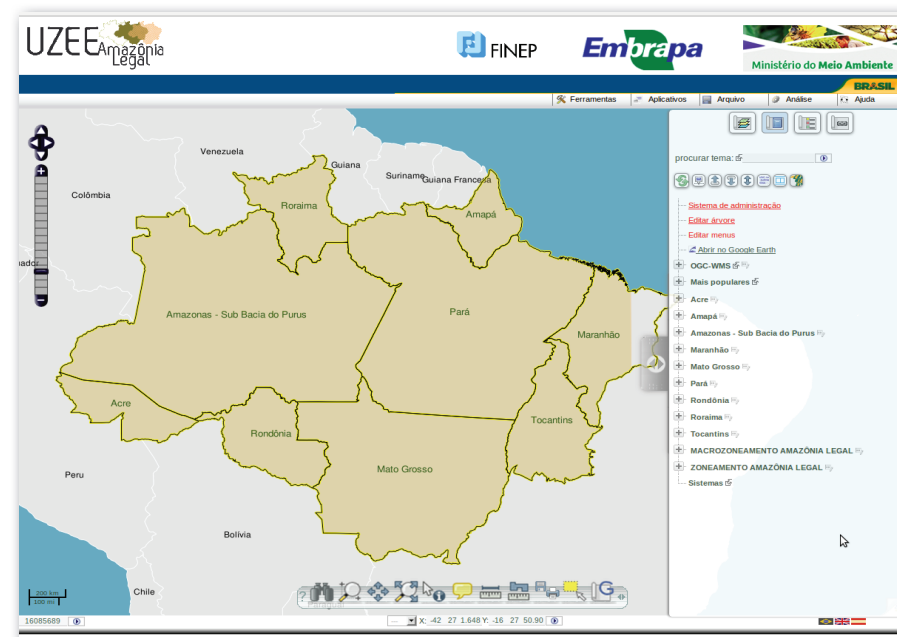 UZEE Amazônia
Legal
FINEP
Embrapa
Ministério do Meio Ambiente
BRASIL
Ferramentas
Aplicativos
Arquivo
Análise
Ajuda
Venezuela
Guiana
Suriname
Guiana Francesa
Colômbia
Roraima
Amapá
ador
Amazonas - Sub Bacia do Purus
Pará
Maranhão
Acre
Tocantins
Rondônia
Mato Grosso
Peru
Bolívia
Chile
Paraguai
200 km
100 mi
procurar tema:
Sistema de administração
Editar árvore
Editar menus
Abrir no Google Earth
OGC-WMS
Mais populares
Acre
Amapá
Amazonas - Sub Bacia do Purus
Maranhão
Mato Grosso
Pará
Rondônia
Roraima
Tocantins
MACROZONEAMENTO AMAZÔNIA LEGAL
ZONEAMENTO AMAZÔNIA LEGAL
Sistemas
16085689
X: -42 27 1.648 Y: -16 27 50.90